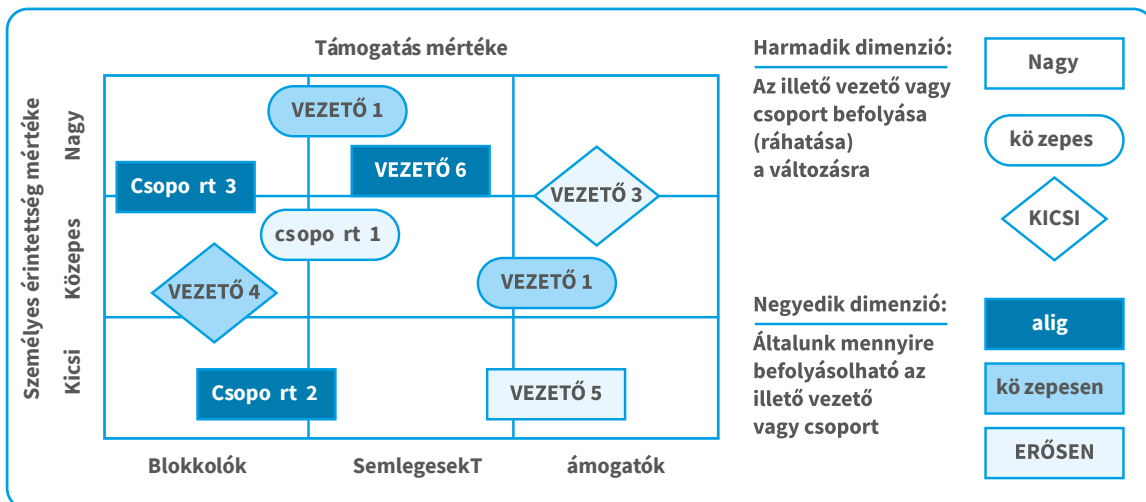 Támogatás mértéke
Személyes érintettség mértéke
Nagy
Közepes
Kicsi
VEZETŐ 1
VEZETŐ 6
Csopo rt 3
VEZETŐ 3
csopo rt 1
VEZETŐ 4
VEZETŐ 1
Csopo rt 2
VEZETŐ 5
Blokkolók
SemlegesekT
ámogatók
Harmadik dimenzió:
Az illető vezető vagy
csoport befolyása
(ráhatása)
a változásra
Nagy
kö zepes
KICSI
Negyedik dimenzió:
Általunk mennyire
befolyásolható az
illető vezető
vagy csoport
alig
kö zepesen
ERŐSEN